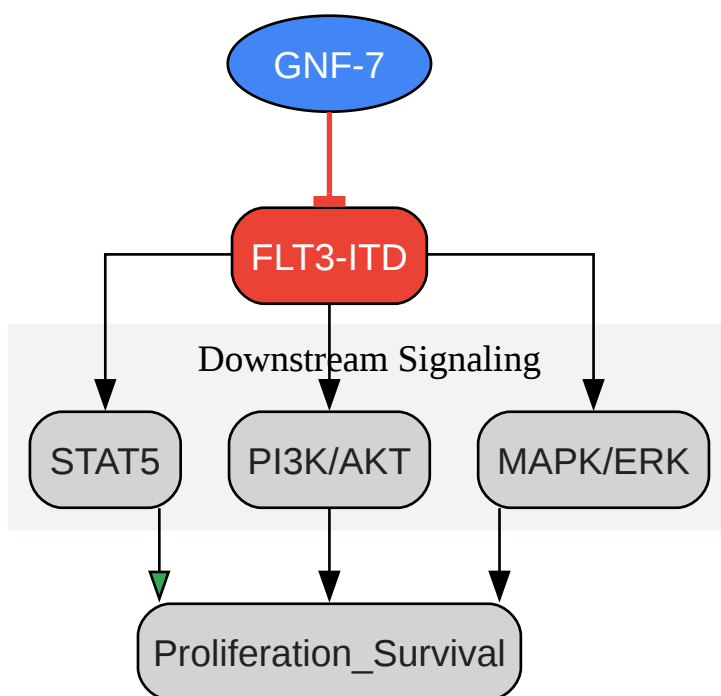 GNF-7
FLT3-ITD
Downstream Signaling
STAT5
PI3K/AKT
MAPK/ERK
Proliferation_Survival